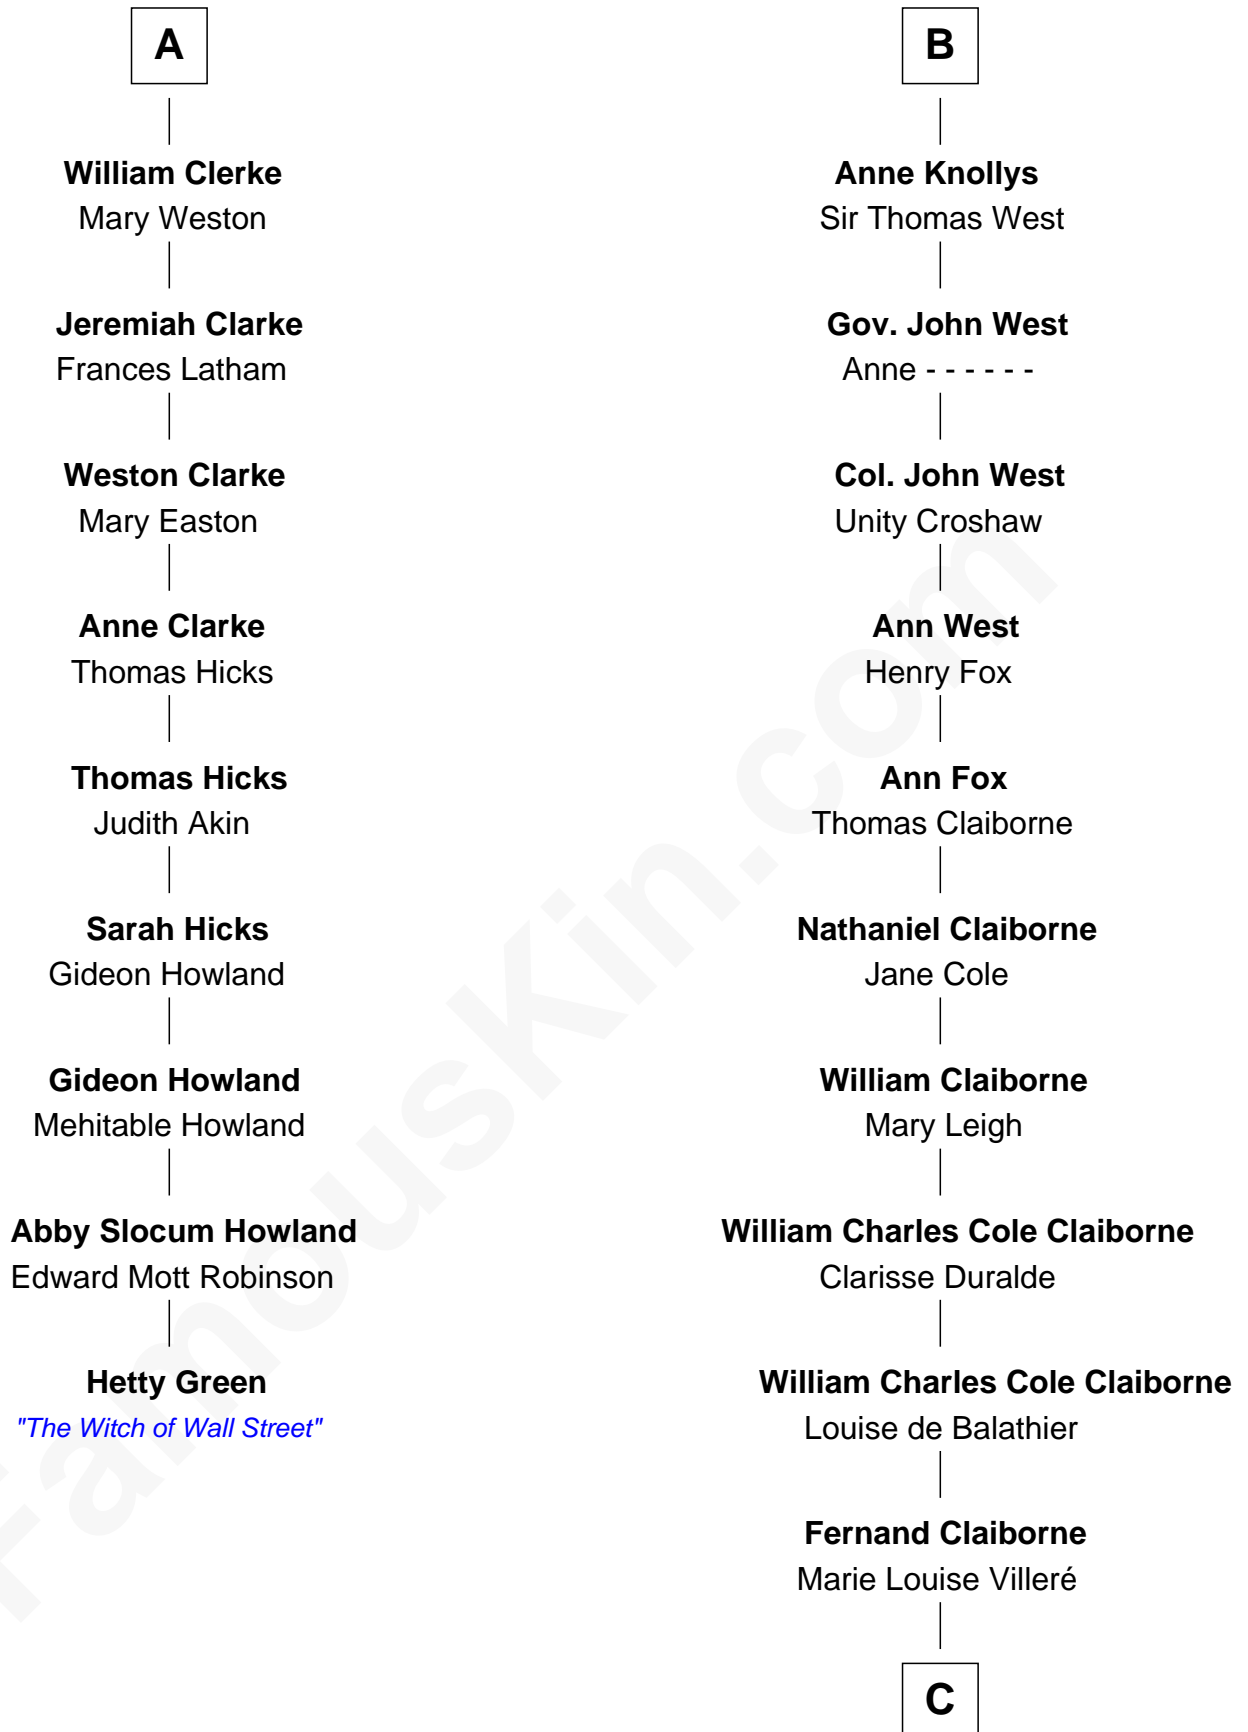 A
William Clerke
Mary Weston
Jeremiah Clarke
Frances Latham
Weston Clarke
Mary Easton
Anne Clarke
Thomas Hicks
Thomas Hicks
Judith Akin
Sarah Hicks
Gideon Howland
Gideon Howland
Mehitable Howland
Abby Slocum Howland
Edward Mott Robinson
Hetty Green
"The Witch of Wall Street"
B
Anne Knollys
Sir Thomas West
Gov. John West
Anne - - - - - -
Col. John West
Unity Croshaw
Ann West
Henry Fox
Ann Fox
Thomas Claiborne
Nathaniel Claiborne
Jane Cole
William Claiborne
Mary Leigh
William Charles Cole Claiborne
Clarisse Duralde
William Charles Cole Claiborne
Louise de Balathier
Fernand Claiborne
Marie Louise Villeré
C
FamousKin.com